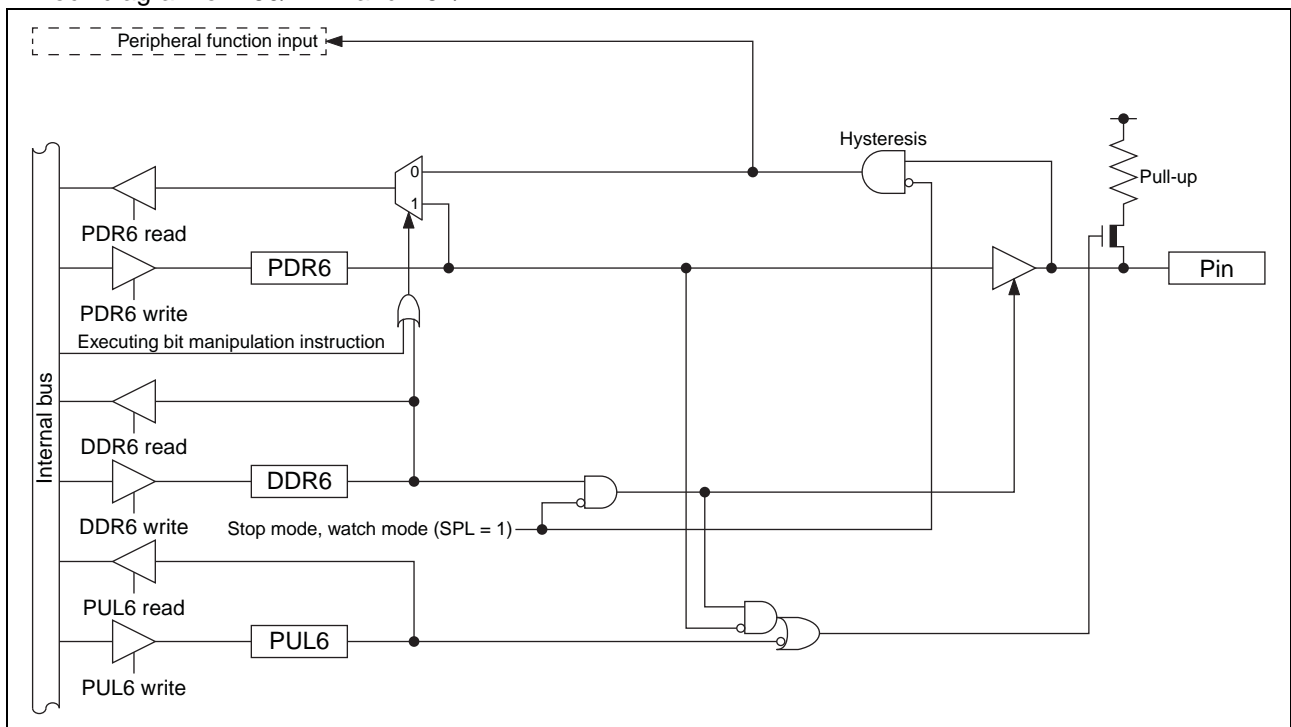 Peripheral function input
Hysteresis
0
Pull-up
1
PDR6 read
PDR6
Pin
PDR6 write
Executing bit manipulation instruction
Internal bus
DDR6 read
DDR6
DDR6 write
Stop mode, watch mode (SPL = 1)
PUL6 read
PUL6
PUL6 write